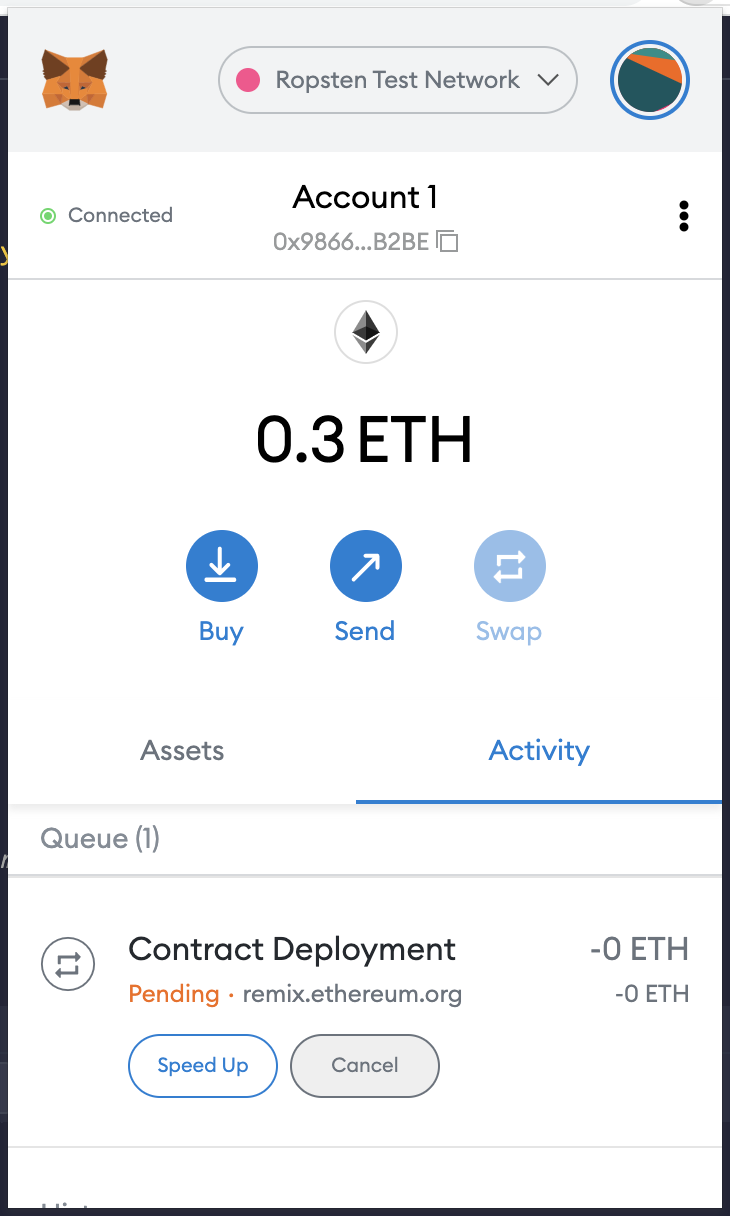 Ropsten Test Network
Connected
Account 1
0x9866...B2BE
0.3 ETH
Buy
Send
Swap
Assets
Activity
Queue (1)
Contract Deployment
-0 ETH
Pending · remix.ethereum.org
-0 ETH
Speed Up
Cancel